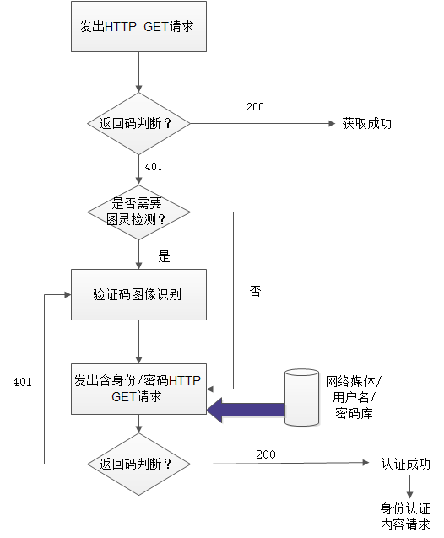 发出HTTP GET请求
200
返回码判断？
获取成功
401
是否需要
图灵检测？
是
验证码图像识别
否
401
发出含身份/密码HTTP
GET请求
网络媒体/
用户名/
密码库
返回码判断？
200
认证成功
身份认证
内容请求